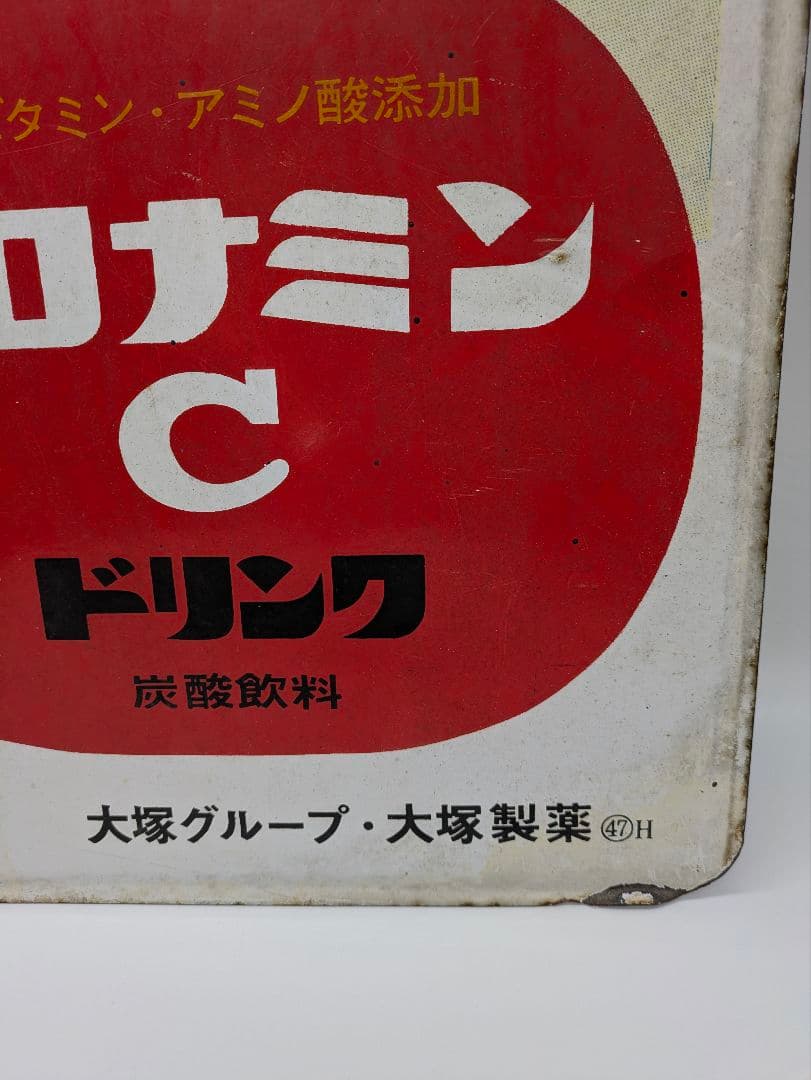 タミン・アミノ酸添加
ロナミン
C
ドリンク
炭酸飲料
大塚グループ・大塚製薬 ㊼H